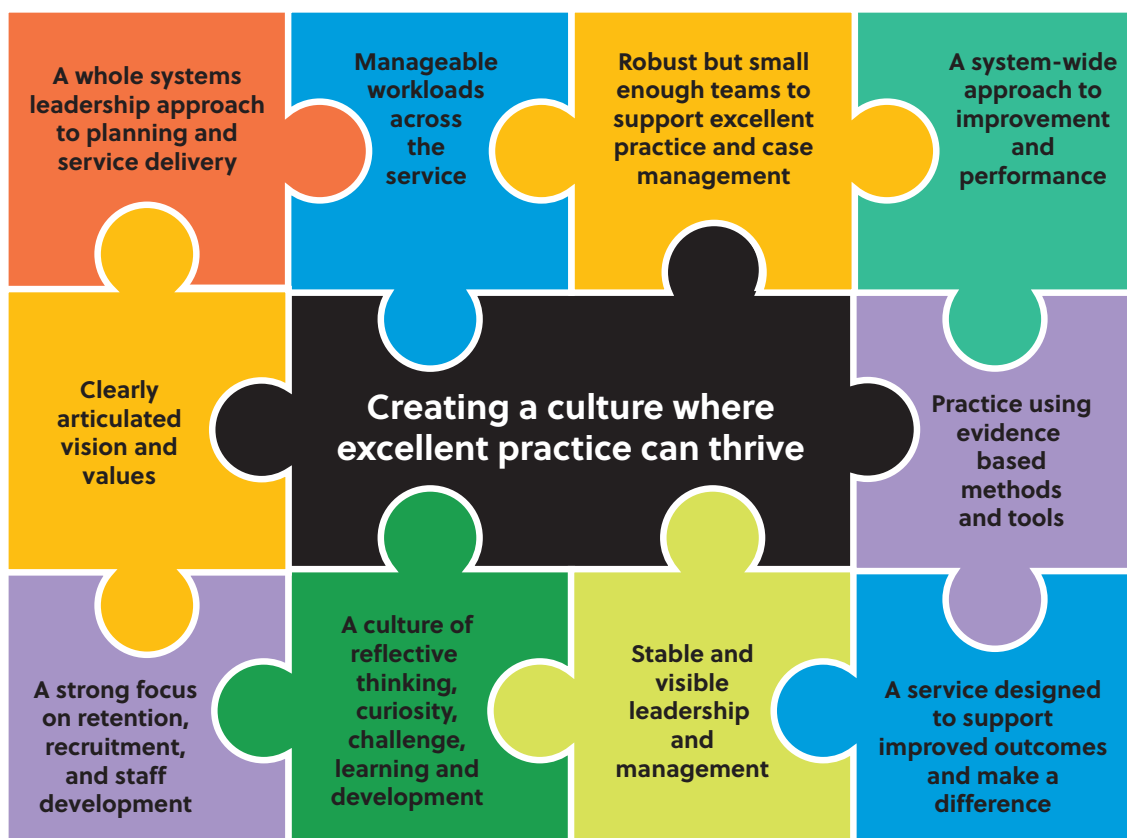 A whole systems
leadership approach
to planning and
service delivery
Manageable
workloads
across
the
service
Robust but small
enough teams to
support excellent
practice and case
management
A system-wide
approach to
improvement
and
performance
Clearly
articulated
vision and
values
Creating a culture where
excellent practice can thrive
Practice using
evidence
based
methods
and tools
A strong focus
on retention,
recruitment,
and staff
development
A culture of
reflective
thinking,
curiosity,
challenge,
learning and
development
Stable and
visible
leadership
and
management
A service designed
to support
improved outcomes
and make a
difference